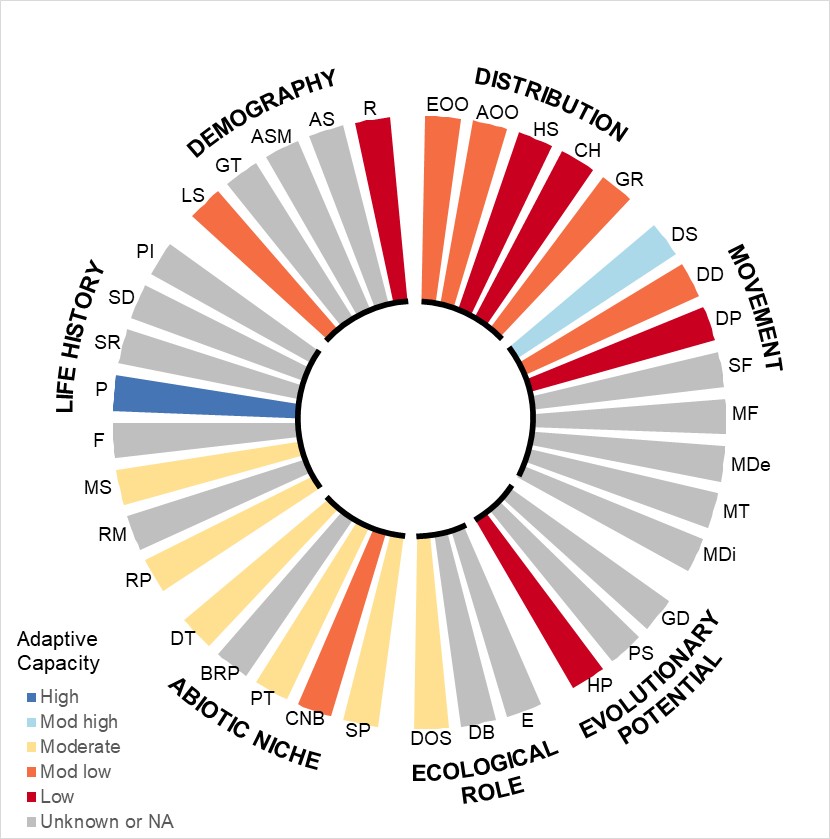 DISTRIBUTION
EOO
AOO
HS
CH
GR
MOVEMENT
DS
DD
DP
SF
MF
MDe
MT
MDi
EVOLUTIONARY
POTENTIAL
GD
PS
HP
ECOLOGICAL
ROLE
E
DB
DOS
ABIOTIC NICHE
SP
CNB
PT
BRP
DT
LIFE HISTORY
RP
RM
MS
F
P
SR
SD
PI
DEMOGRAPHY
LS
GT
ASM
AS
R
Adaptive
Capacity
High
Mod high
Moderate
Mod low
Low
Unknown or NA